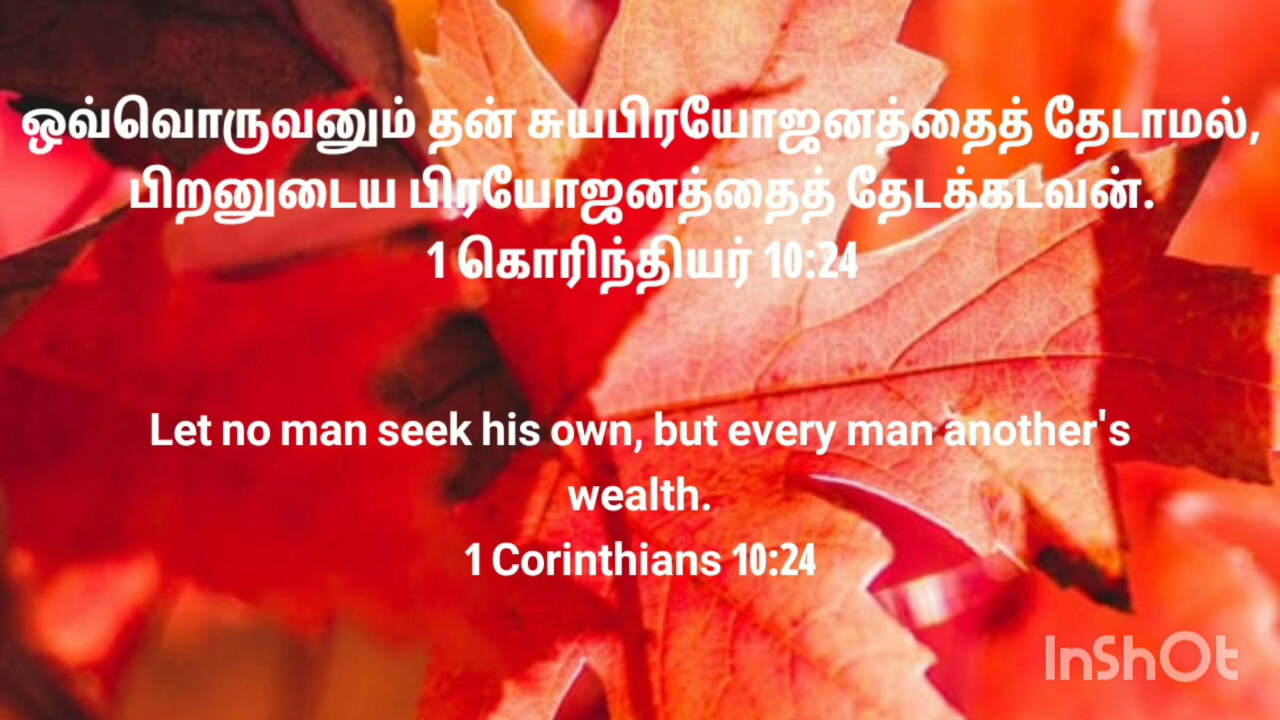 ஒவ்வொருவனும் தன் சுயபிரயோஜனத்தைத் தேடாமல்,
பிறனுடைய பிரயோஜனத்தைத் தேடக்கடவன்.
1 கொரிந்தியர் 10:24
Let no man seek his own, but every man another's
wealth.
1 Corinthians 10:24
InShOt